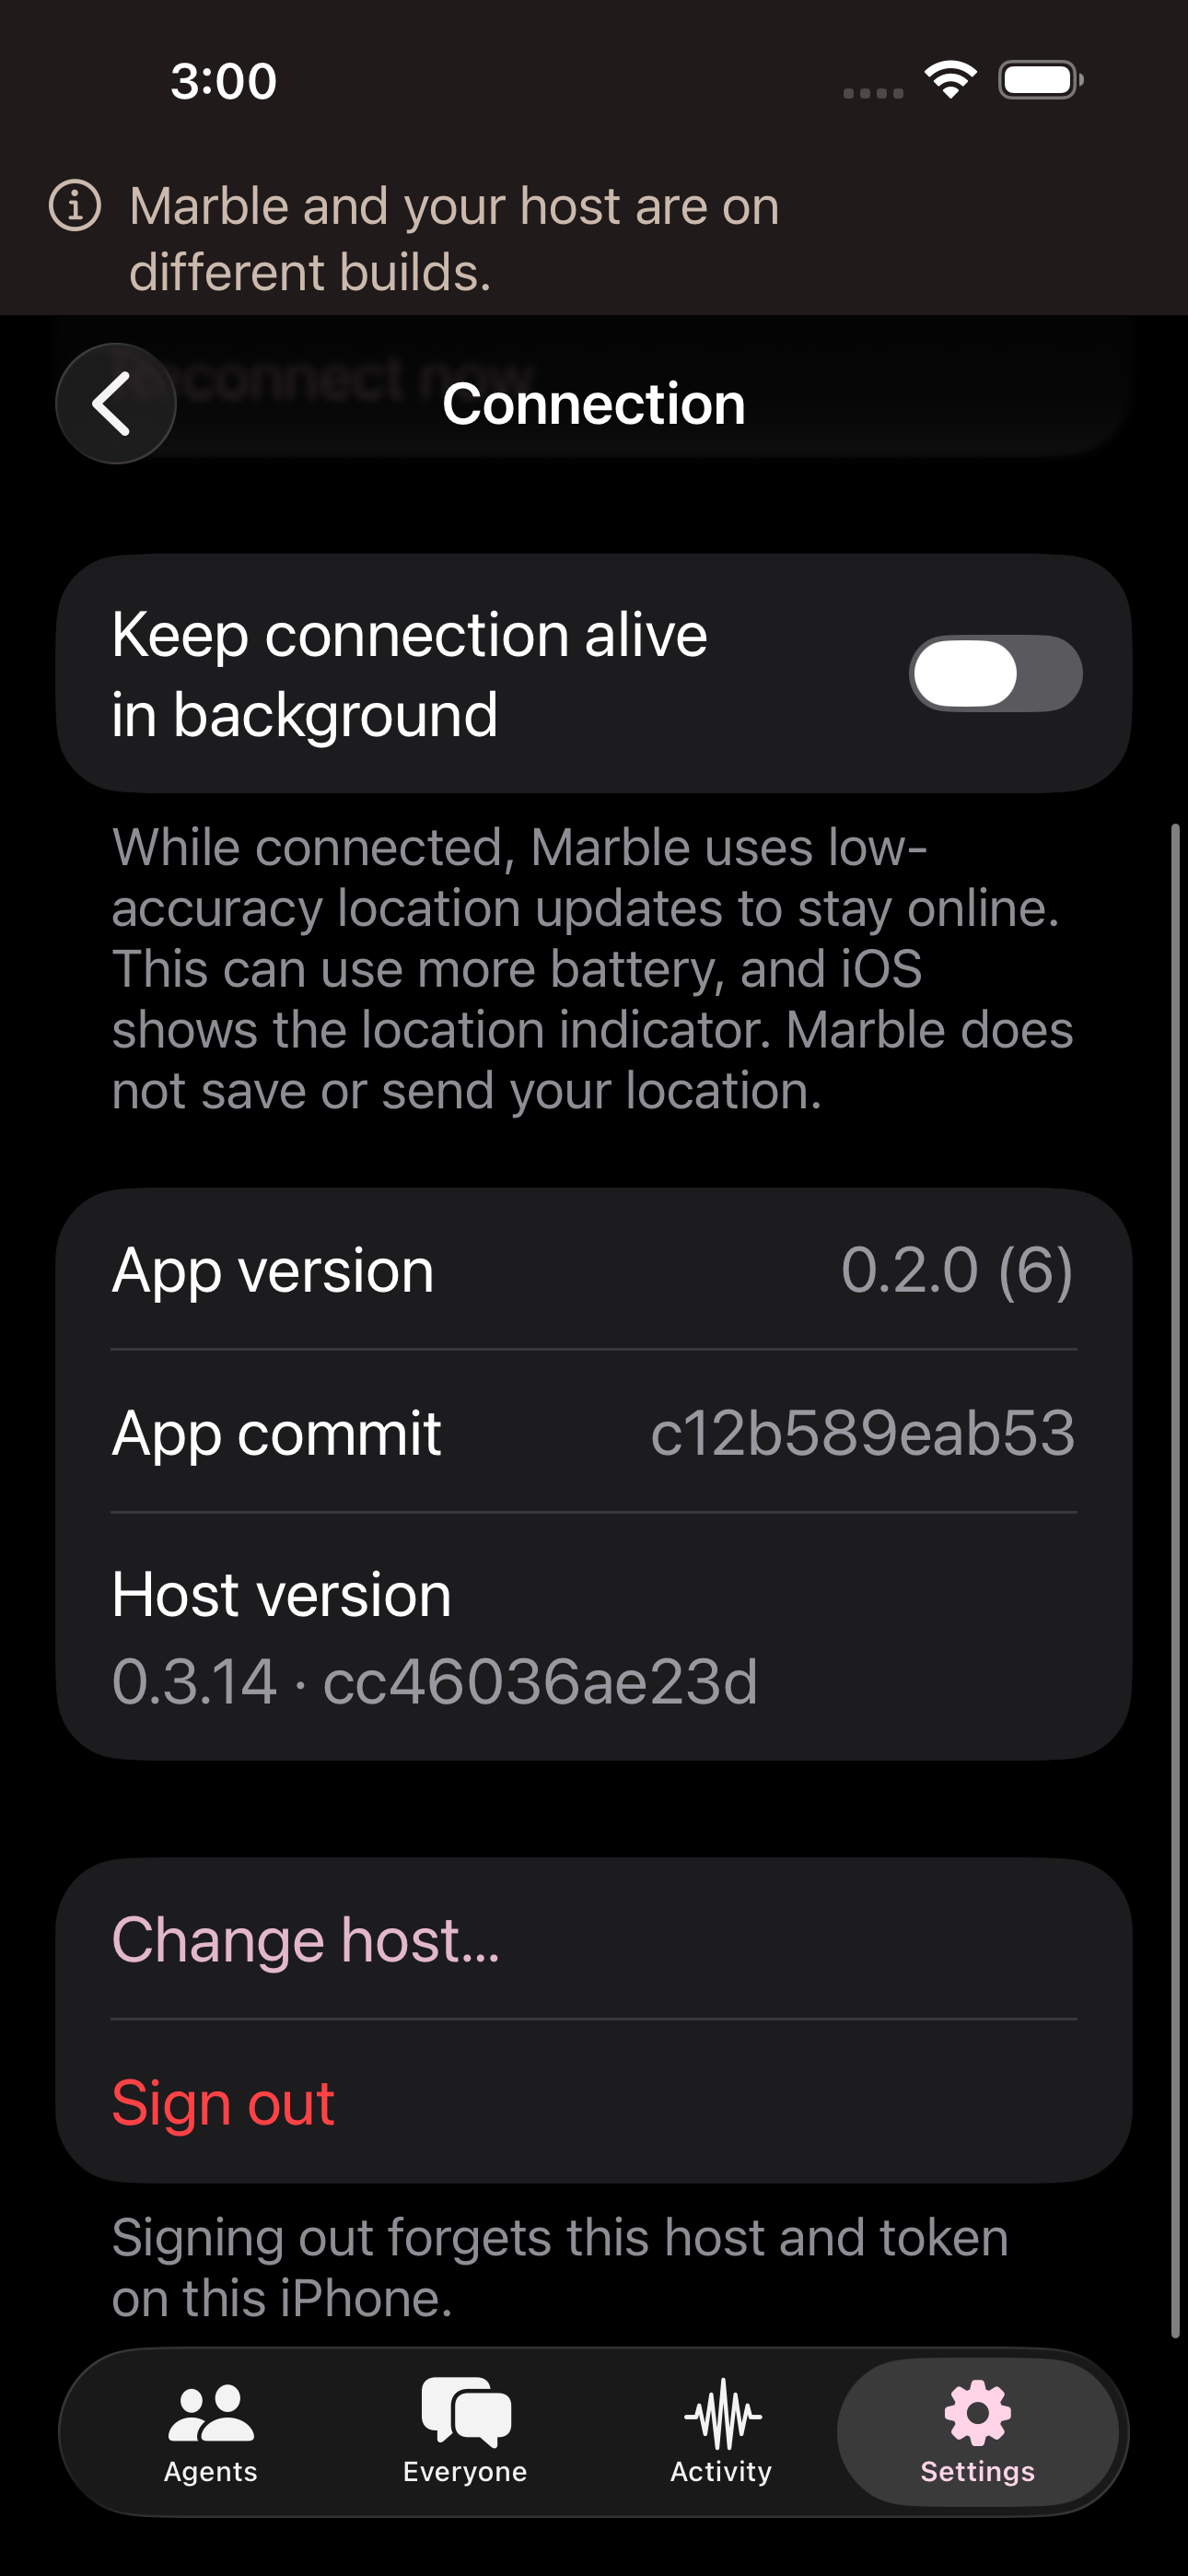 3:00
Marble and your host are on
different builds.
Reconnect now
Connection
Keep connection alive
in background
While connected, Marble uses low-
accuracy location updates to stay online.
This can use more battery, and iOS
shows the location indicator. Marble does
not save or send your location.
App version 0.2.0 (6)
App commit c12b589eab53
Host version
0.3.14 · cc46036ae23d
Change host...
Sign out
Signing out forgets this host and token
on this iPhone.
Agents Everyone Activity Settings